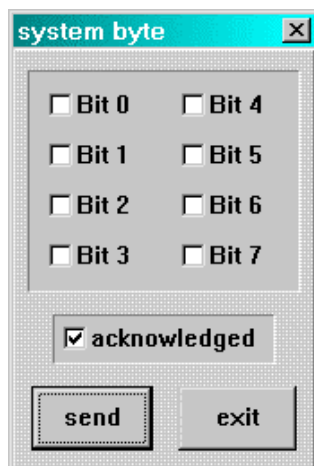 system byte
Bit 0 Bit 4
Bit 1 Bit 5
Bit 2 Bit 6
Bit 3 Bit 7
acknowledged
send exit